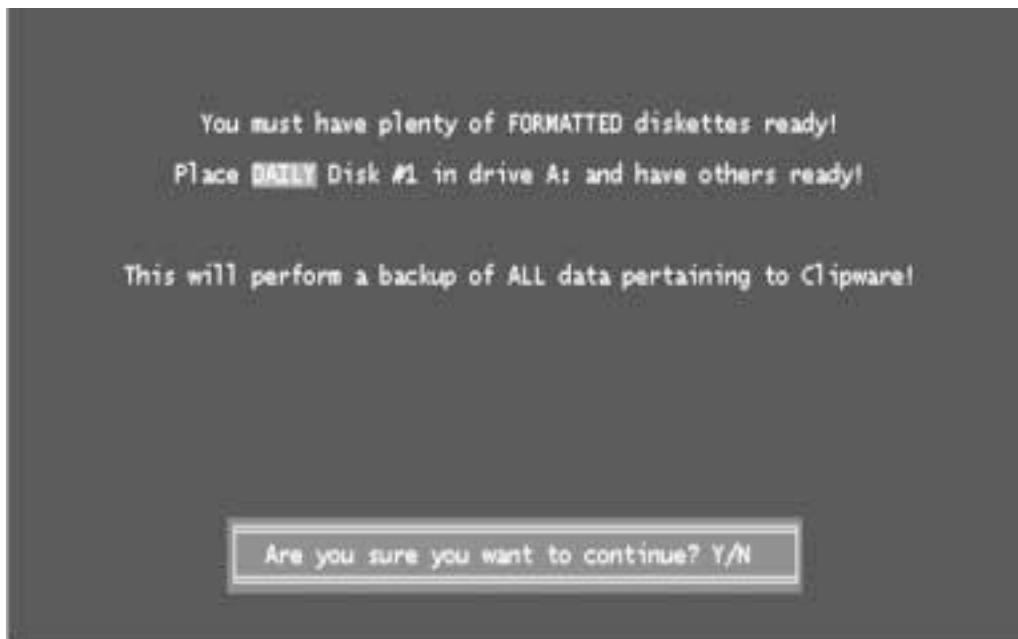 You must have plenty of FORMATTED diskettes ready!
Place DAILY Disk #1 in drive A: and have others ready!
This will perform a backup of ALL data pertaining to Clipware!
Are you sure you want to continue? Y/N